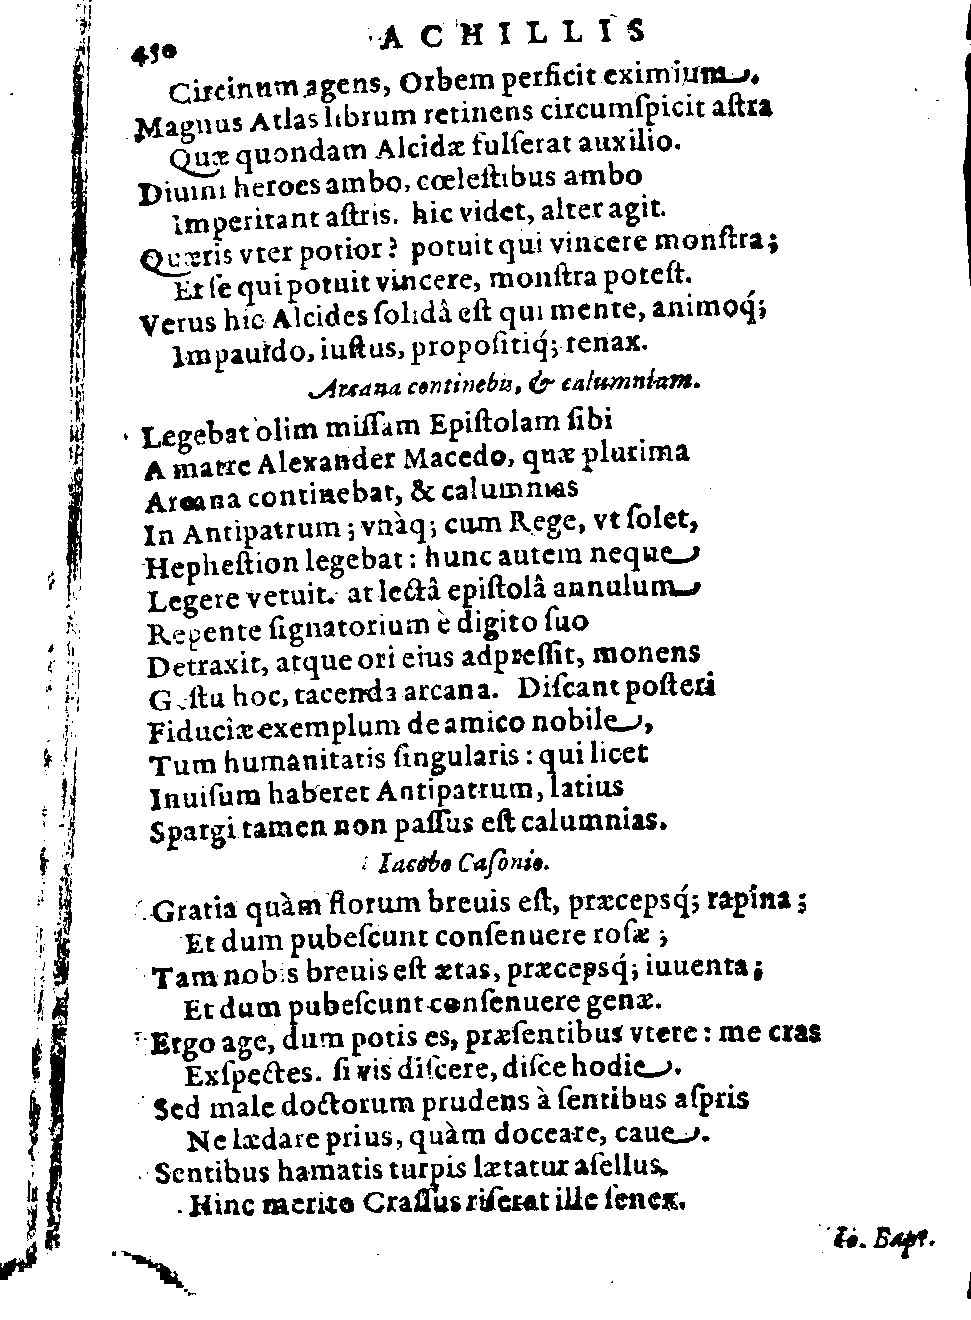 450 ACHILLIS
Circinum agens, Orbem perficit eximium.
Magnus Atlas librum retinens circumſpicit aſtra
Quæ quondam Alcidæ fulſerat auxilio.
Diuini heroes ambo, cœleſtibus ambo
Imperitant aſtris. hic videt, alter agit.
Quæris vter potior? potuit qui vincere monſtra;
Et ſe qui potuit vincere, monſtra poteſt.
Verus hic Alcides ſolidâ eſt qui mente, animoq́;
Impauido, iuſtus, propoſitiq́; tenax.
Arcana continebis, & calumniam.
Legebat olim miſſam Epiſtolam ſibi
A matre Alexander Macedo, quæ plurima
Arcana continebat, & calumnias
In Antipatrum; vnàq; cum Rege, vt ſolet,
Hepheſtion legebat: hunc autem neque
Legere vetuit. at lectâ epiſtolâ annulum
Repente ſignatorium è digito ſuo
Detraxit, atque ori eius adpreſſit, monens
Geſtu hoc, tacenda arcana. Diſcant poſteri
Fiduciæ exemplum de amico nobile,
Tum humanitatis ſingularis: qui licet
Inuiſum haberet Antipatrum, latius
Spargi tamen non paſſus eſt calumnias.
Iacobo Caſonio.
Gratia quàm florum breuis eſt, præcepsq́; rapina;
Et dum pubeſcunt conſenuere roſæ;
Tam nobis breuis eſt ætas, præcepsq́; iuuenta;
Et dum pubeſcunt conſenuere genæ.
Ergo age, dum potis es, præſentibus vtere: me cras
Exſpectes. ſi vis diſcere, diſce hodie.
Sed male doctorum prudens à ſentibus aſpris
Ne lædare prius, quàm doceare, caue.
Sentibus hamatis turpis lætatur aſellus.
Hinc merito Craſſus riſerat ille ſenex.
Io. Bapt.